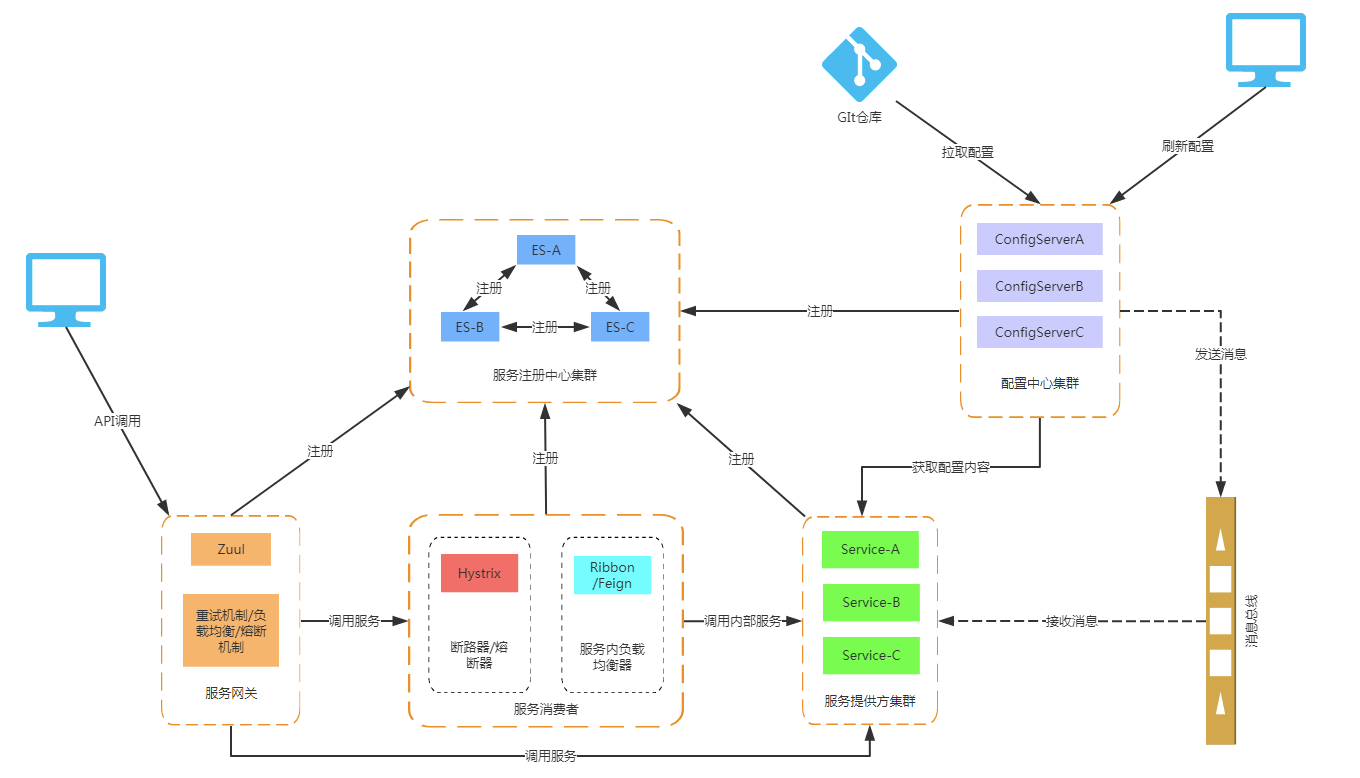 GIt仓库
拉取配置
刷新配置
ConfigServerA
ConfigServerB
ConfigServerC
配置中心集群
ES-A
注册
注册
ES-B
注册
ES-C
服务注册中心集群
注册
发送消息
API调用
注册
注册
注册
获取配置内容
Zuul
重试机制/负
载均衡/熔断
机制
服务网关
调用服务
Hystrix
断路器/熔
断器
Ribbon
/Feign
服务内负载
均衡器
服务消费者
调用内部服务
Service-A
Service-B
Service-C
服务提供方集群
接收消息
消息总线
调用服务